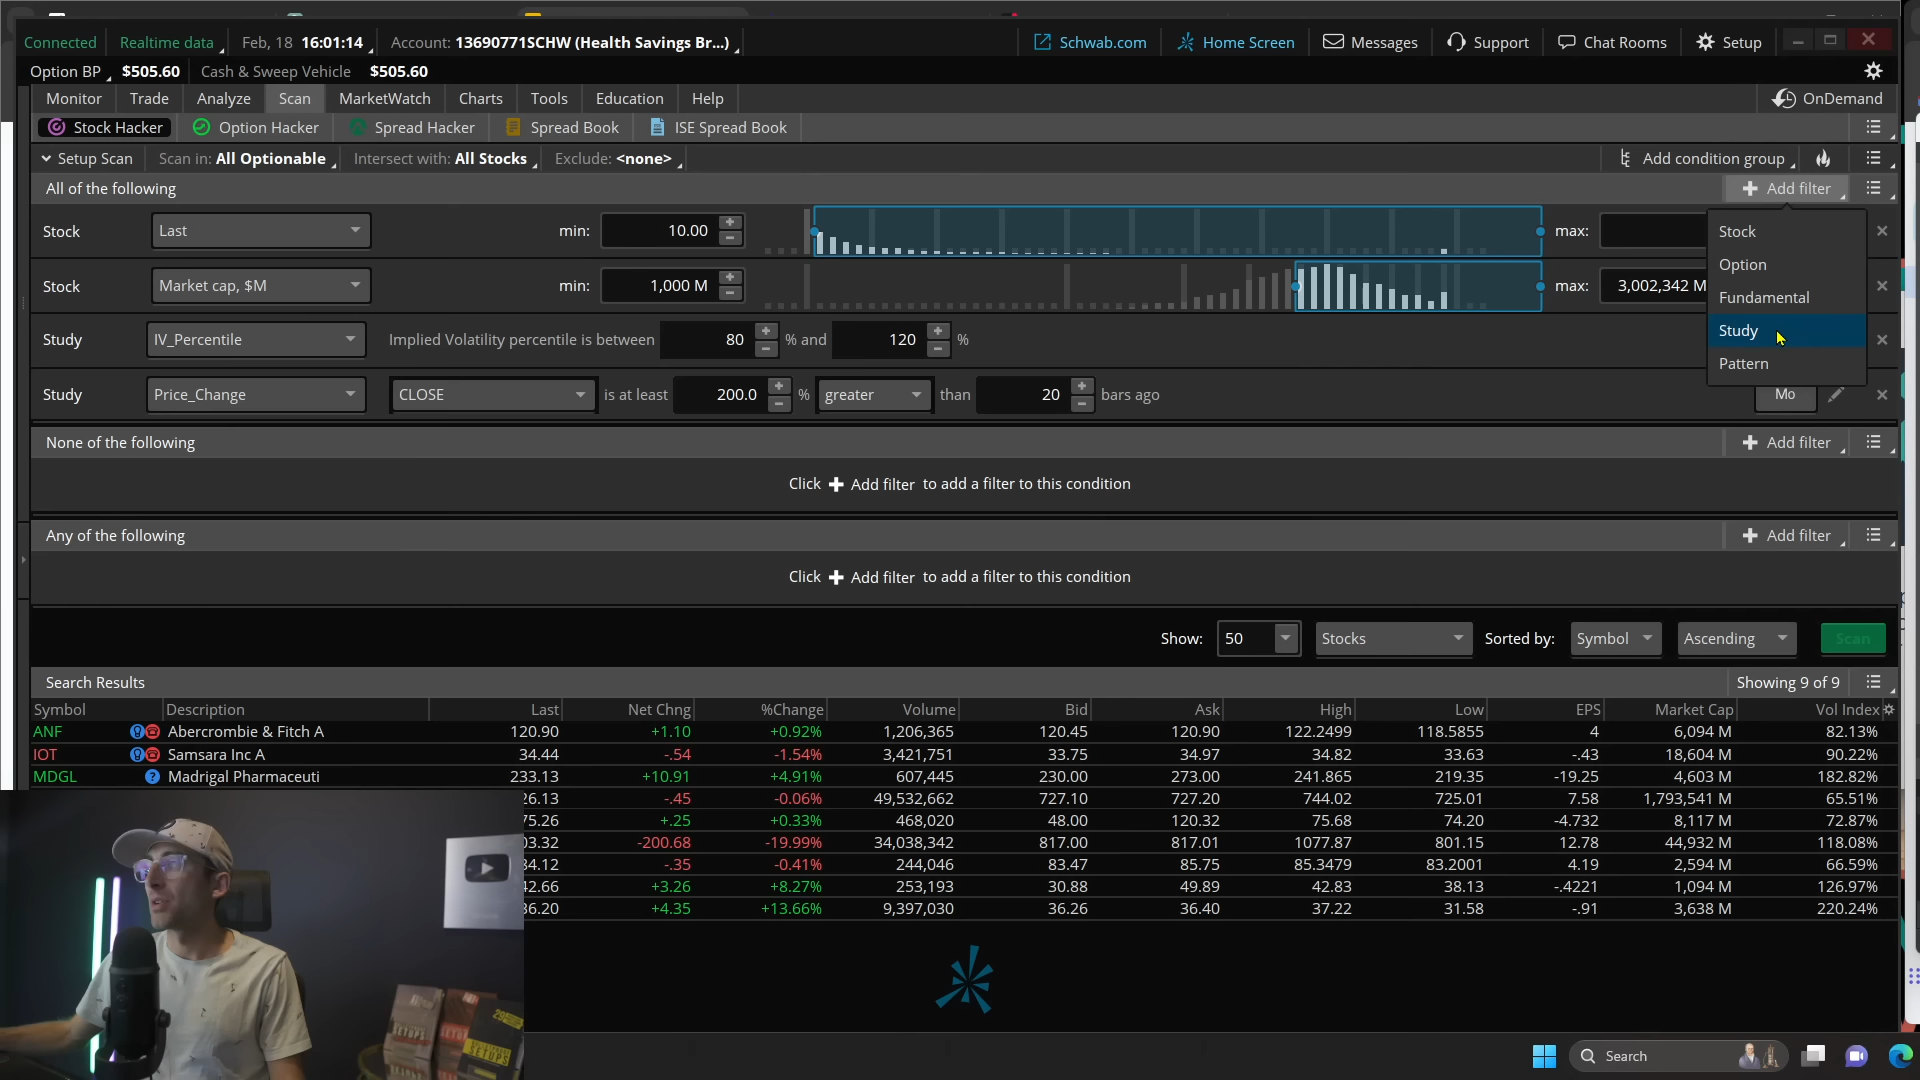 Connected Realtime data Feb, 18 16:01:14 Account: 13690771SCHW (Health Savings Br...) Schwab.com Home Screen Messages Support Chat Rooms Setup
Option BP $505.60 Cash & Sweep Vehicle $505.60
Monitor Trade Analyze Scan MarketWatch Charts Tools Education Help OnDemand
Stock Hacker Option Hacker Spread Hacker Spread Book ISE Spread Book
Setup Scan Scan in: All Optionable Intersect with: All Stocks Exclude: <none> Add condition group
All of the following Add filter
Stock Last min: 10.00 max:
Stock
Option
Fundamental
Study
Pattern
Stock Market cap, $M min: 1,000 M max: 3,002,342 M
Study IV_Percentile Implied Volatility percentile is between 80 % and 120 %
Study Price_Change CLOSE is at least 200.0 % greater than 20 bars ago Mo
None of the following Add filter
Click Add filter to add a filter to this condition
Any of the following Add filter
Click Add filter to add a filter to this condition
Show: 50 Stocks Sorted by: Symbol Ascending Scan
Search Results Showing 9 of 9
Symbol Description Last Net Chng %Change Volume Bid Ask High Low EPS Market Cap Vol Index
ANF Abercrombie & Fitch A 120.90 +1.10 +0.92% 1,206,365 120.45 120.90 122.2499 118.5855 4 6,094 M 82.13%
IOT Samsara Inc A 34.44 -.54 -1.54% 3,421,751 33.75 34.97 34.82 33.63 -.43 18,604 M 90.22%
MDGL Madrigal Pharmaceuti 233.13 +10.91 +4.91% 607,445 230.00 273.00 241.865 219.35 -19.25 4,603 M 182.82%
26.13 -.45 -0.06% 49,532,662 727.10 727.20 744.02 725.01 7.58 1,793,541 M 65.51%
75.26 +.25 +0.33% 468,020 48.00 120.32 75.68 74.20 -4.732 8,117 M 72.87%
03.32 -200.68 -19.99% 34,038,342 817.00 817.01 1077.87 801.15 12.78 44,932 M 118.08%
34.12 -.35 -0.41% 244,046 83.47 85.75 85.3479 83.2001 4.19 2,594 M 66.59%
42.66 +3.26 +8.27% 253,193 30.88 49.89 42.83 38.13 -.4221 1,094 M 126.97%
36.20 +4.35 +13.66% 9,397,030 36.26 36.40 37.22 31.58 -.91 3,638 M 220.24%
SETUPS
Search